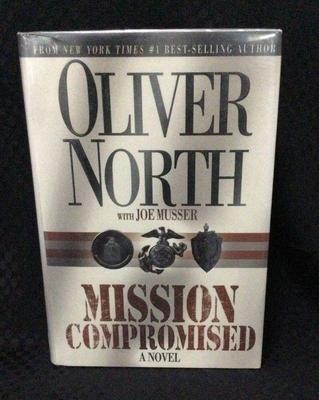 FROM NEW YORK TIMES #1 BEST-SELLING AUTHOR
OLIVER
NORTH
WITH JOE MUSSER
MISSION
COMPROMISED
A NOVEL